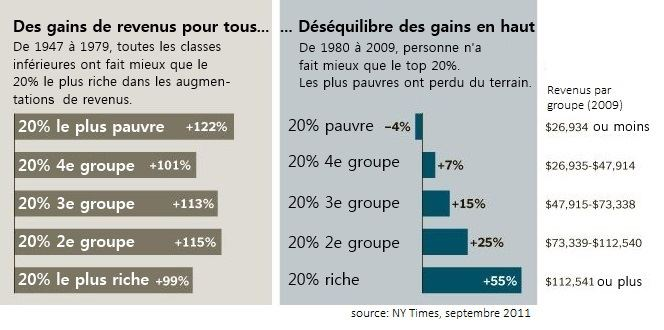 Des gains de revenus pour tous...
De 1947 à 1979, toutes les classes
inférieures ont fait mieux que le
20% le plus riche dans les augmen-
tations de revenus.
20% le plus pauvre +122%
20% 4e groupe +101%
20% 3e groupe +113%
20% 2e groupe +115%
20% le plus riche +99%
... Déséquilibre des gains en haut
De 1980 à 2009, personne n'a
fait mieux que le top 20%.
Les plus pauvres ont perdu du terrain.
Revenus par
groupe (2009)
20% pauvre –4% $26,934 ou moins
20% 4e groupe +7% $26,935-$47,914
20% 3e groupe +15% $47,915-$73,338
20% 2e groupe +25% $73,339-$112,540
20% riche +55% $112,541 ou plus
source: NY Times, septembre 2011